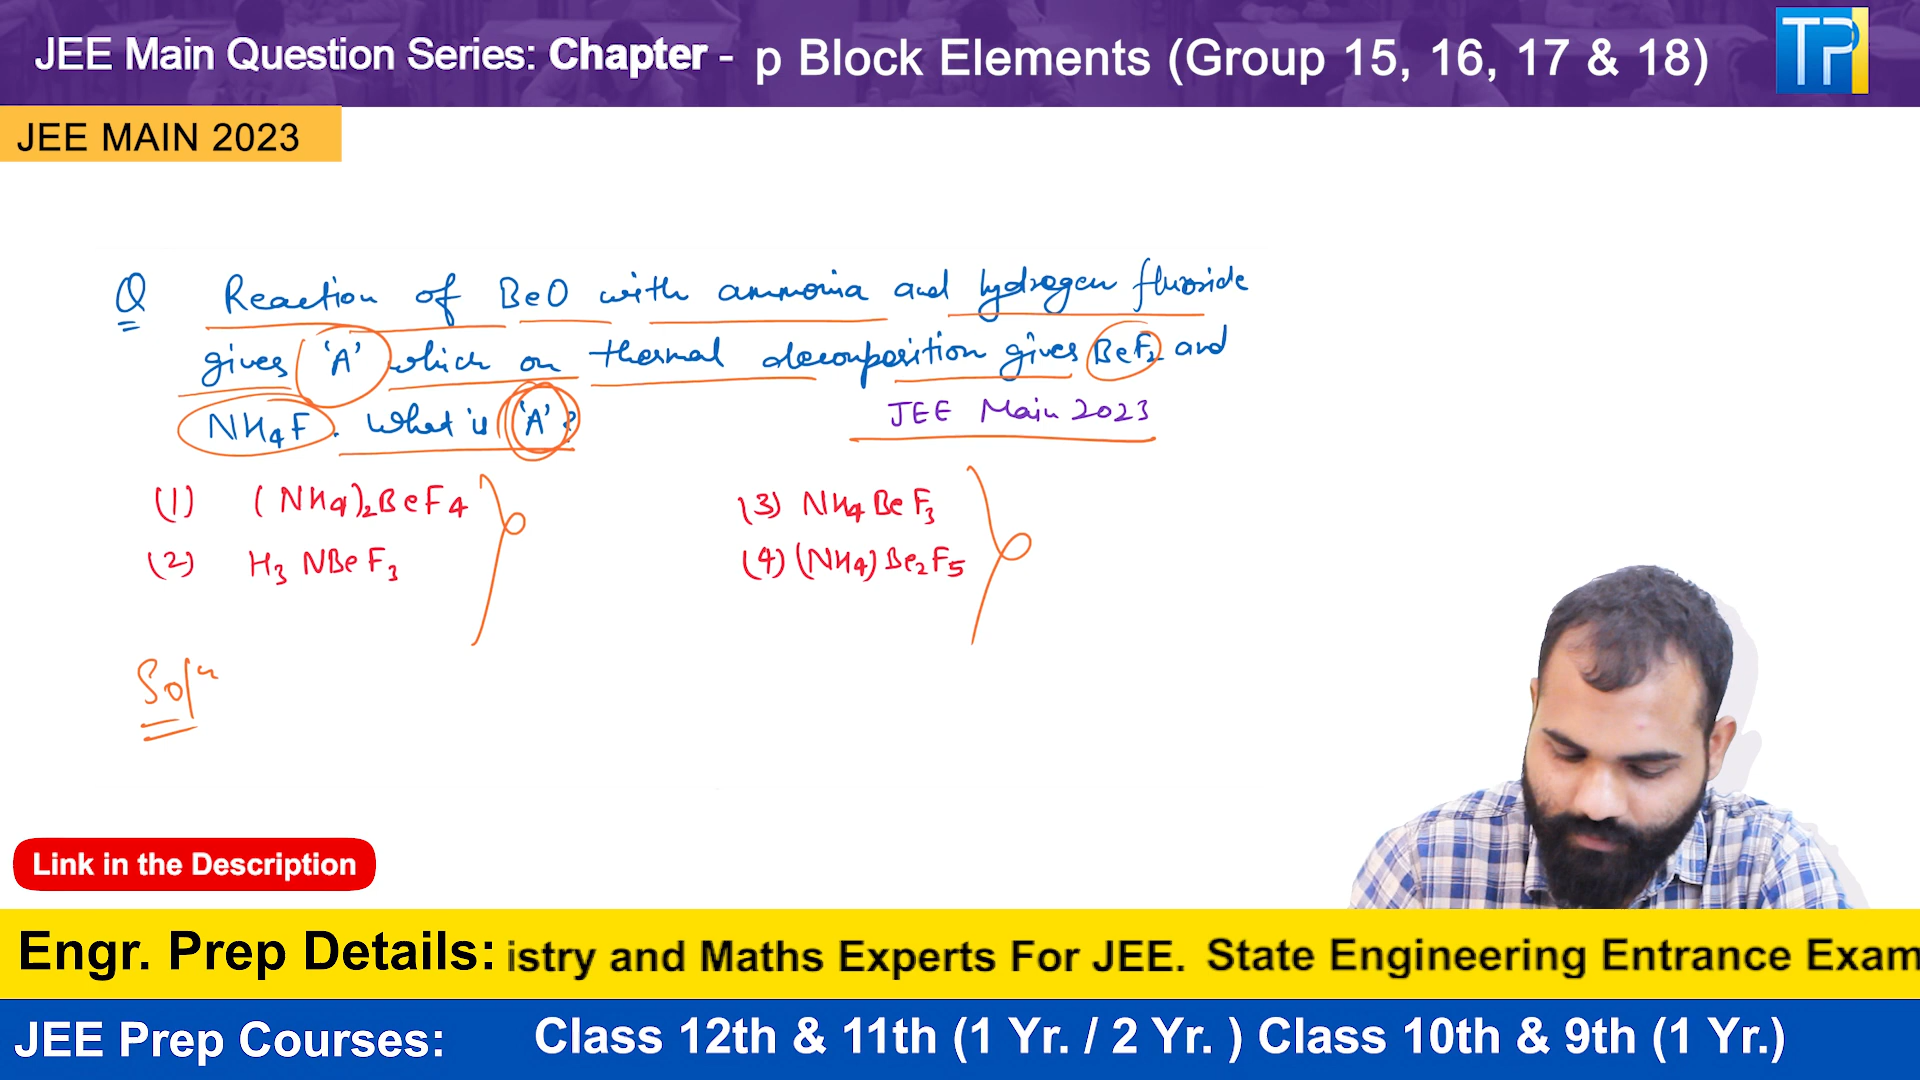 JEE Main Question Series: Chapter - p Block Elements (Group 15, 16, 17 & 18)
TP
JEE MAIN 2023
Q Reaction of BeO with ammonia and hydrogen fluoride
gives 'A' which on thermal decomposition gives BeF₂ and
NH₄F. What is 'A'?
JEE Main 2023
(1) (NH₄)₂BeF₄
(3) NH₄BeF₃
(2) H₃NBeF₃
(4) (NH₄)Be₂F₅
Solⁿ
Link in the Description
Engr. Prep Details: istry and Maths Experts For JEE. State Engineering Entrance Exam
JEE Prep Courses: Class 12th & 11th (1 Yr. / 2 Yr. ) Class 10th & 9th (1 Yr.)